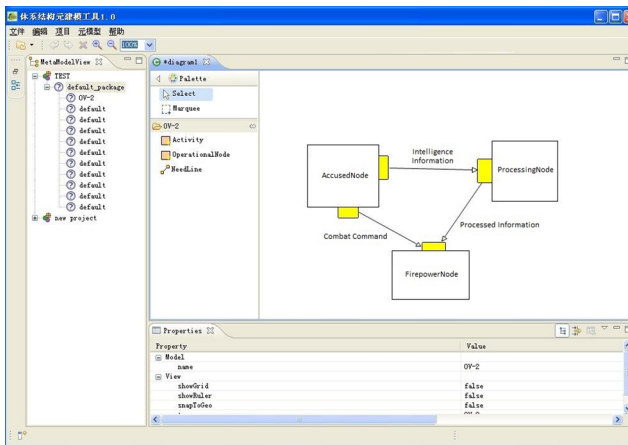 体系结构元建模工具1.0
文件 编辑 项目 元模型 帮助
100%
MetaModelView
TEST
default_package
OV-2
default
default
default
default
default
default
default
default
default
default
new project
*diagram1
Palette
Select
Marquee
OV-2
Activity
OperationalNode
NeedLine
Intelligence
Information
AccusedNode
ProcessingNode
Combat Command
Processed Information
FirepowerNode
Properties
Property Value
Model
name OV-2
View
showGrid false
showRuler false
snapToGeo false